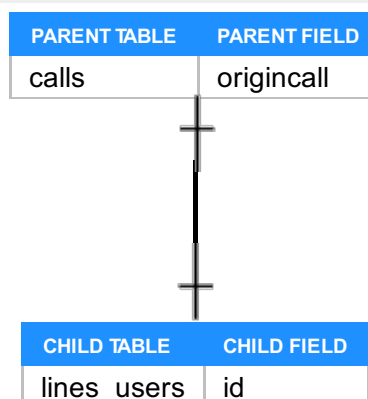 PARENT TABLE PARENT FIELD
calls origincall
CHILD TABLE CHILD FIELD
lines_users id